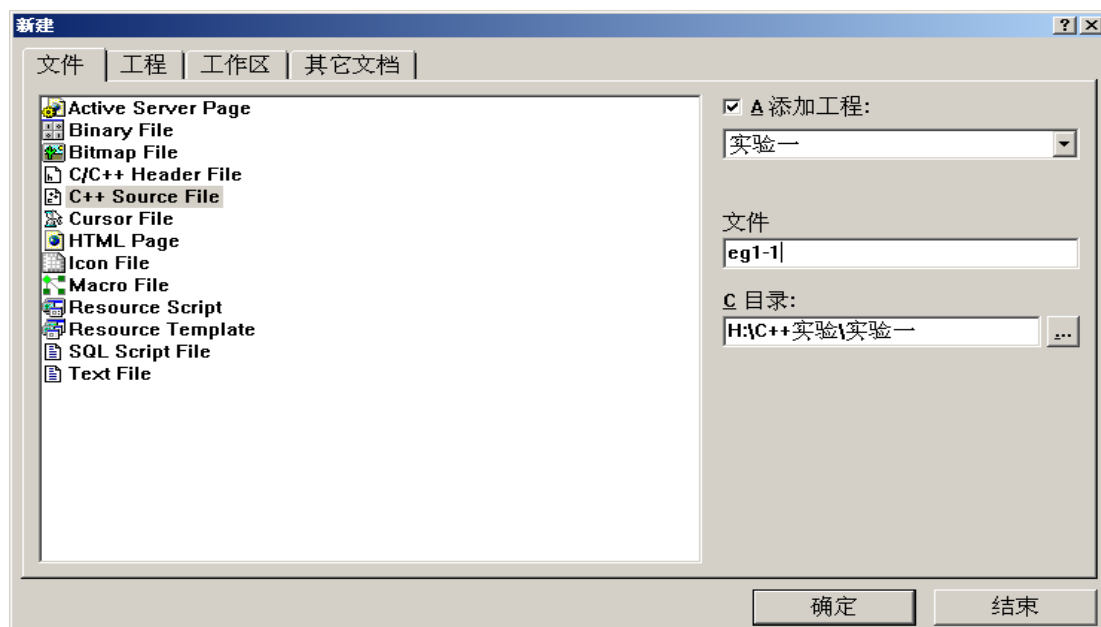 新建
文件 工程 工作区 其它文档
Active Server Page
Binary File
Bitmap File
C/C++ Header File
C++ Source File
Cursor File
HTML Page
Icon File
Macro File
Resource Script
Resource Template
SQL Script File
Text File
A 添加工程:
实验一
文件
eg1-1
C 目录:
H:\C++实验\实验一
...
确定 结束